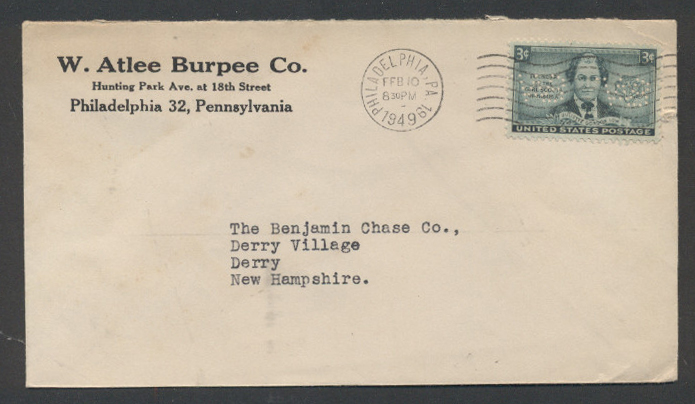 W. Atlee Burpee Co.
Hunting Park Ave. at 18th Street
Philadelphia 32, Pennsylvania
PHILADELPHIA, PA.
FEB 10
8 30 PM
1949
19
3¢ 3¢
UNITED STATES POSTAGE
The Benjamin Chase Co.,
Derry Village
Derry
New Hampshire.